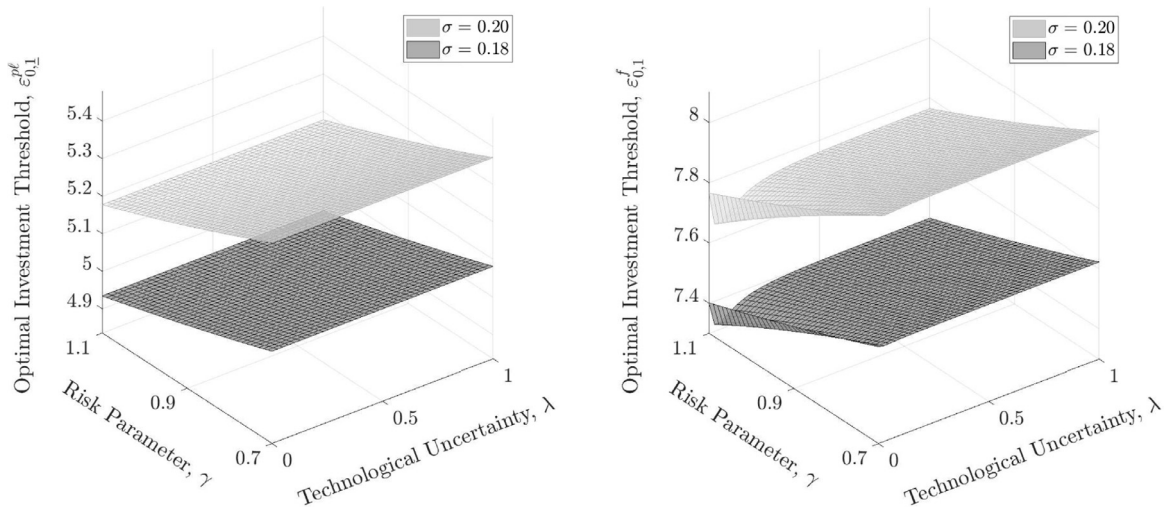 σ = 0.20
σ = 0.18
Optimal Investment Threshold, ε^{pℓ}_{0,1}
5.4
5.3
5.2
5.1
5
4.9
1.1
0.9
0.7
Risk Parameter, γ
0
0.5
1
Technological Uncertainty, λ
σ = 0.20
σ = 0.18
Optimal Investment Threshold, ε^{f}_{0,1}
8
7.8
7.6
7.4
1.1
0.9
0.7
Risk Parameter, γ
0
0.5
1
Technological Uncertainty, λ